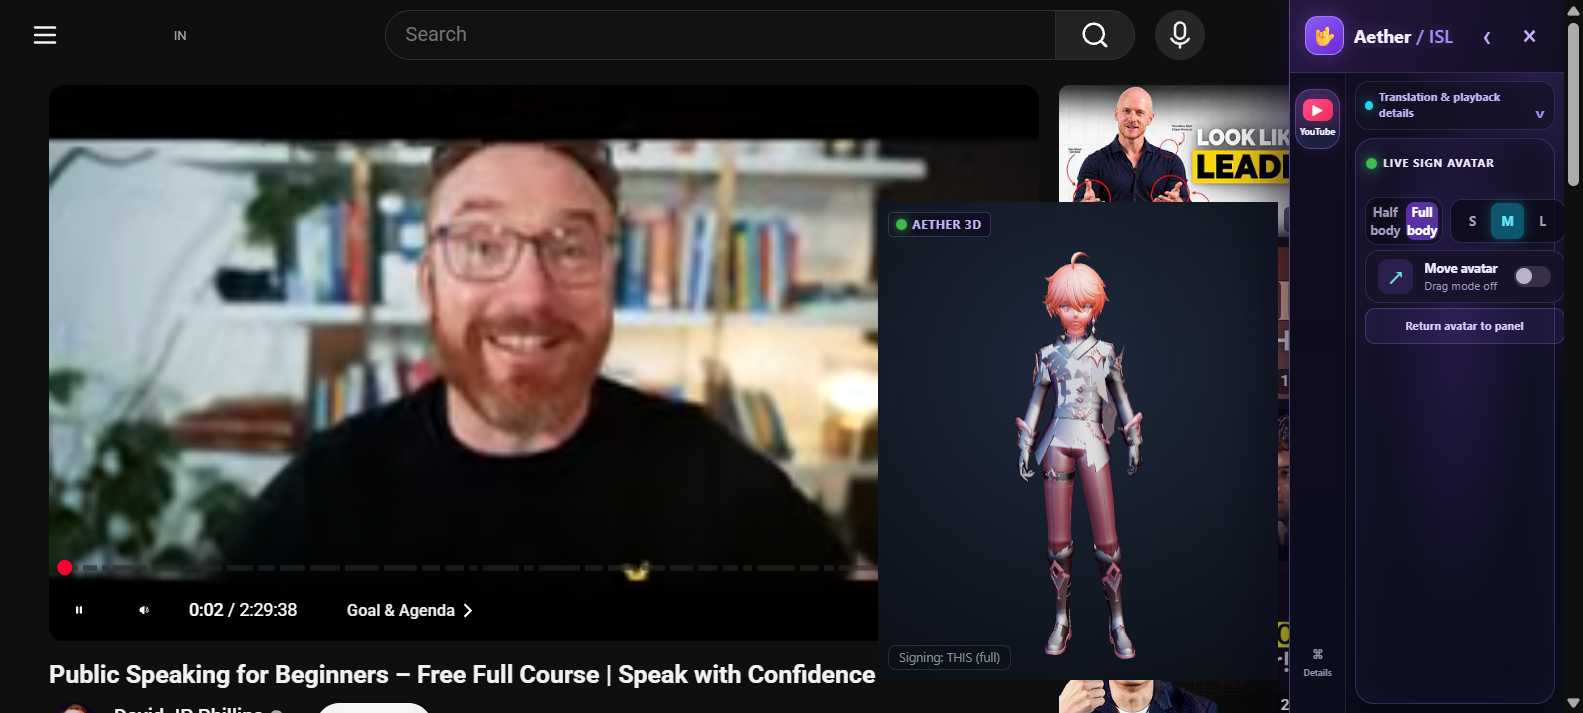 IN
Search
Aether / ISL
YouTube
Translation & playback
details
LIVE SIGN AVATAR
Half
body
Full
body
S
M
L
Move avatar
Drag mode off
Return avatar to panel
Details
LOOK LIK
LEADE
AETHER 3D
Signing: THIS (full)
0:02 / 2:29:38
Goal & Agenda
Public Speaking for Beginners – Free Full Course | Speak with Confidence